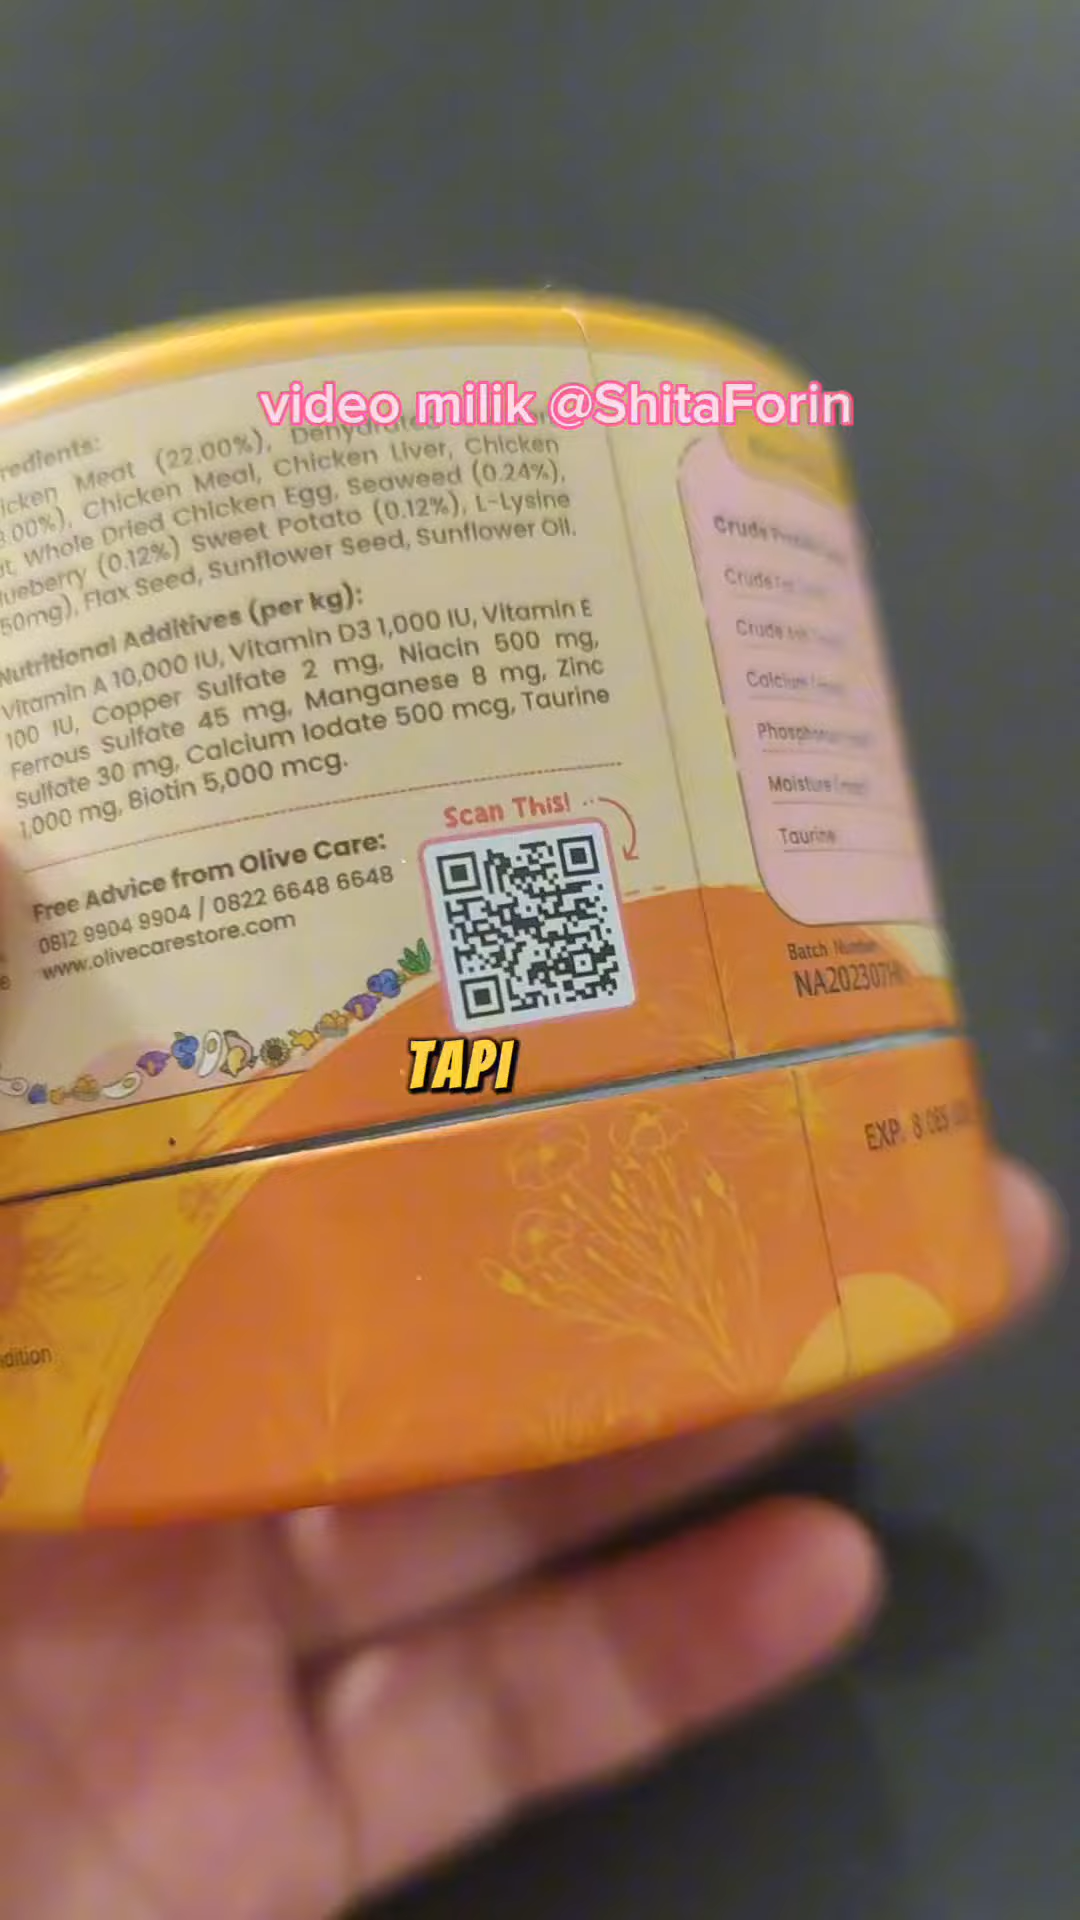 video milik @ShitaForin
redients:
icken Meat (22.00%), Dehydrated
.00%), Chicken Meal, Chicken Liver, Chicken
t, Whole Dried Chicken Egg, Seaweed (0.24%),
lueberry (0.12%) Sweet Potato (0.12%), L-Lysine
50mg), Flax Seed, Sunflower Seed, Sunflower Oil.
Nutritional Additives (per kg):
Vitamin A 10,000 IU, Vitamin D3 1,000 IU, Vitamin E
100 IU, Copper Sulfate 2 mg, Niacin 500 mg,
Ferrous Sulfate 45 mg, Manganese 8 mg, Zinc
Sulfate 30 mg, Calcium Iodate 500 mcg, Taurine
1,000 mg, Biotin 5,000 mcg.
Scan This!
Free Advice from Olive Care:
0812 9904 9904 / 0822 6648 6648
www.olivecarestore.com
e
TAPI
dition
Crude
Crude
Crude
Calcium
Phosphorus
Moisture
Taurine
Batch Number
NA202307
EXP. 8